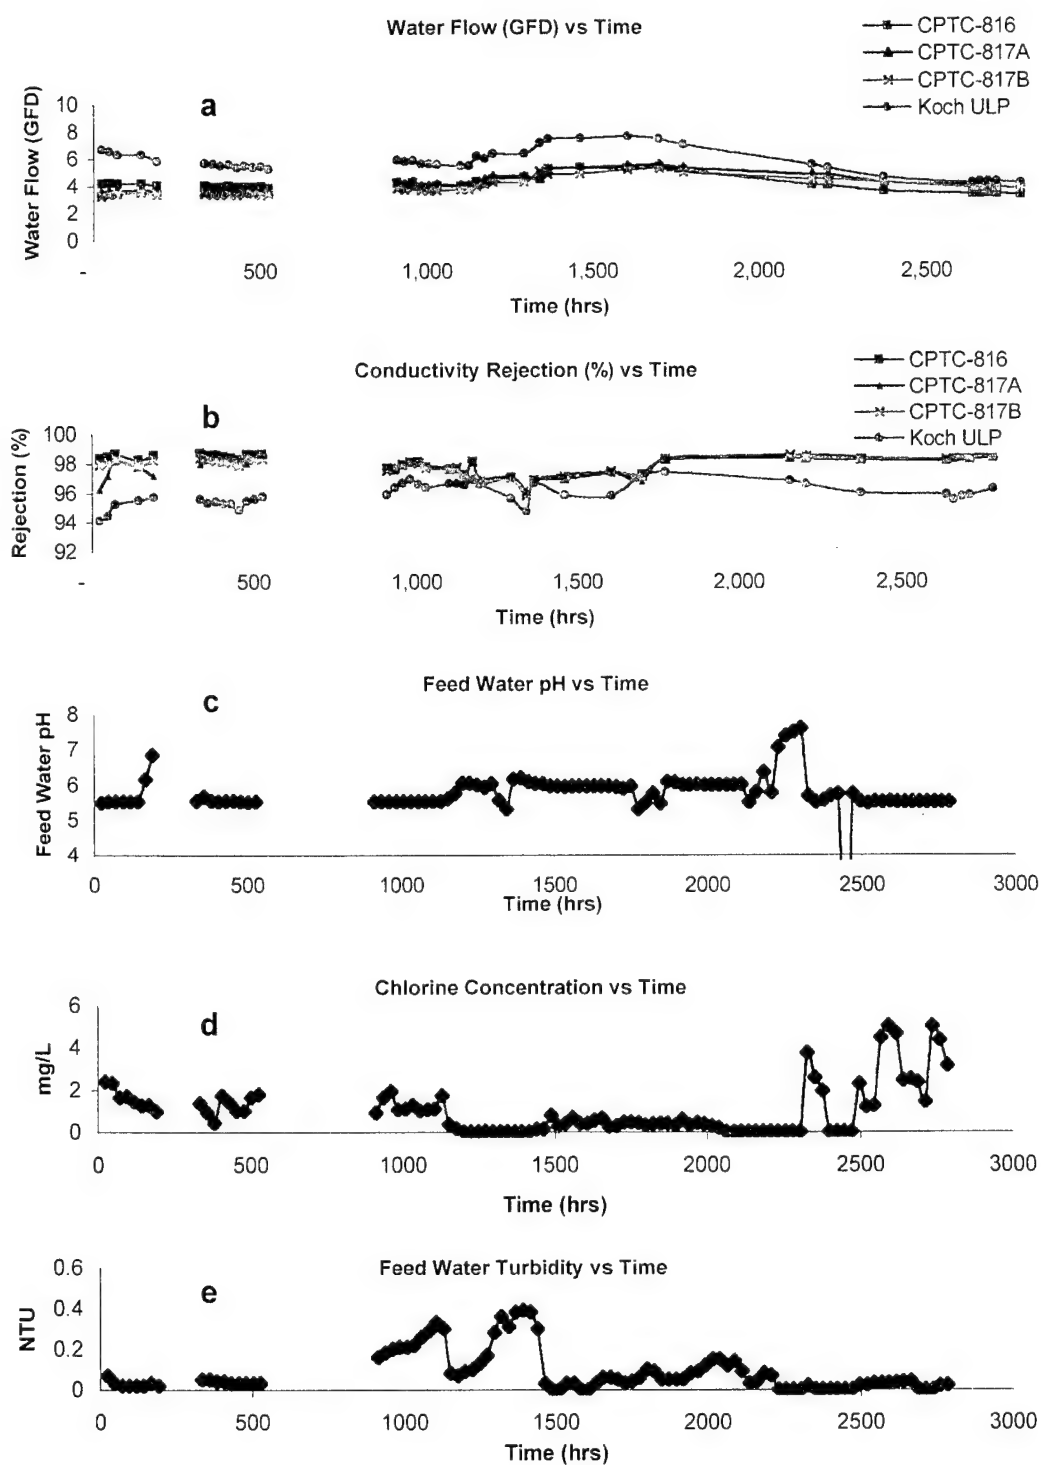 Water Flow (GFD) vs Time
CPTC-816
CPTC-817A
CPTC-817B
Koch ULP
a
Water Flow (GFD)
10
8
6
4
2
0
- 500 1,000 1,500 2,000 2,500
Time (hrs)
Conductivity Rejection (%) vs Time
CPTC-816
CPTC-817A
CPTC-817B
Koch ULP
b
Rejection (%)
100
98
96
94
92
- 500 1,000 1,500 2,000 2,500
Time (hrs)
Feed Water pH vs Time
c
Feed Water pH
8
7
6
5
4
0 500 1000 1500 2000 2500 3000
Time (hrs)
Chlorine Concentration vs Time
d
mg/L
6
4
2
0
0 500 1000 1500 2000 2500 3000
Time (hrs)
Feed Water Turbidity vs Time
e
NTU
0.6
0.4
0.2
0
0 500 1000 1500 2000 2500 3000
Time (hrs)